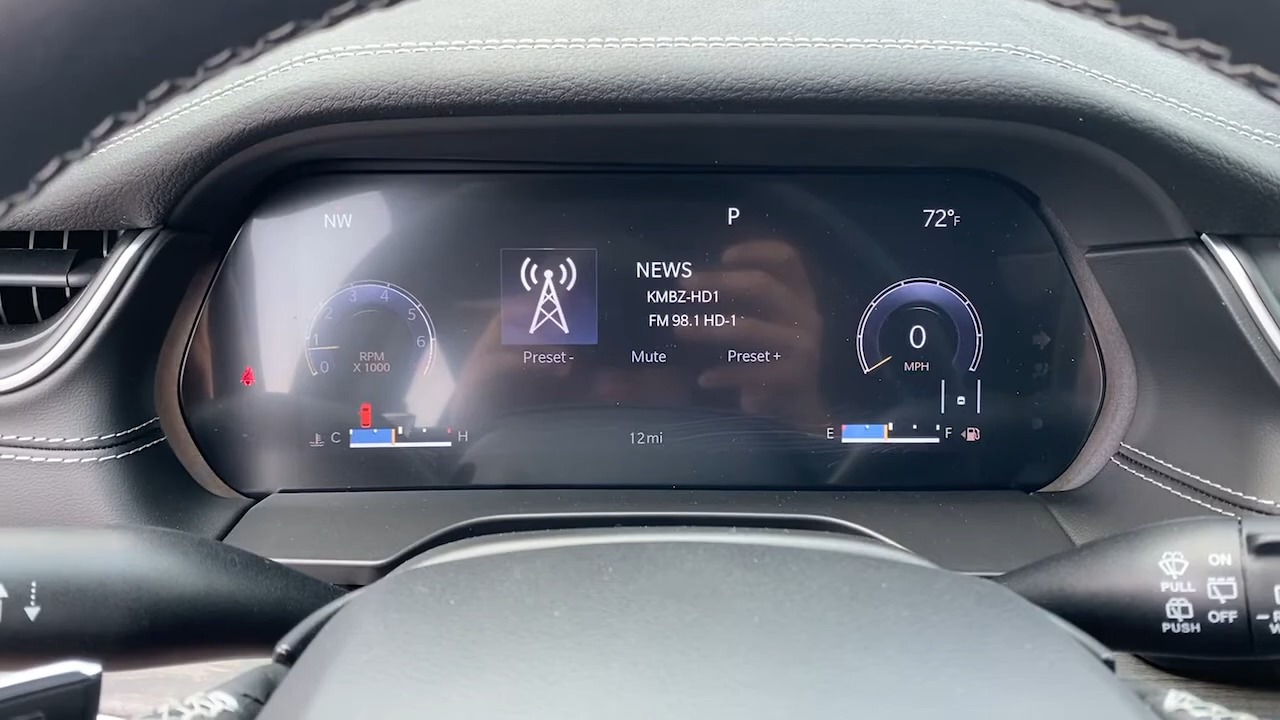 NW
P
72°F
NEWS
KMBZ-HD1
FM 98.1 HD-1
Preset -
Mute
Preset +
0
1
2
3
4
5
6
RPM
X 1000
0
MPH
C
H
12mi
E
F
PULL
ON
PUSH
OFF